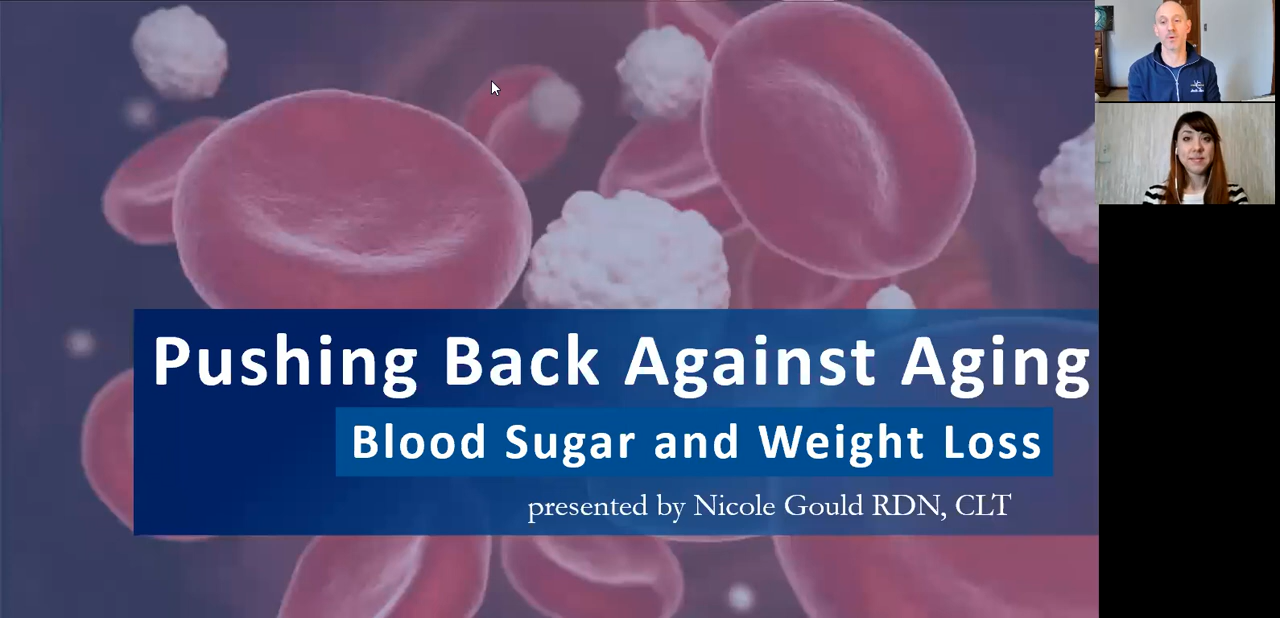 Pushing Back Against Aging
Blood Sugar and Weight Loss
presented by Nicole Gould RDN, CLT